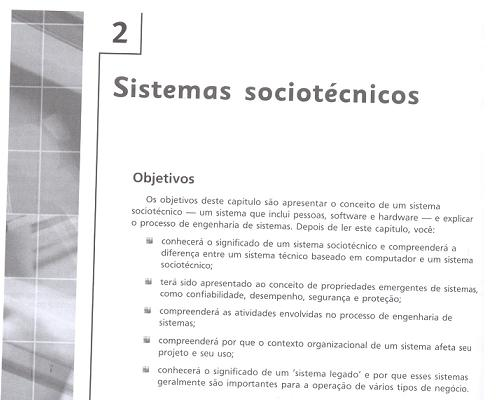 2
Sistemas sociotécnicos
Objetivos
Os objetivos deste capítulo são apresentar o conceito de um sistema
sociotécnico — um sistema que inclui pessoas, software e hardware — e explicar
o processo de engenharia de sistemas. Depois de ler este capítulo, você:
conhecerá o significado de um sistema sociotécnico e compreenderá a
diferença entre um sistema técnico baseado em computador e um sistema
sociotécnico;
terá sido apresentado ao conceito de propriedades emergentes de sistemas,
como confiabilidade, desempenho, segurança e proteção;
compreenderá as atividades envolvidas no processo de engenharia de
sistemas;
compreenderá por que o contexto organizacional de um sistema afeta seu
projeto e seu uso;
conhecerá o significado de um 'sistema legado' e por que esses sistemas
geralmente são importantes para a operação de vários tipos de negócio.